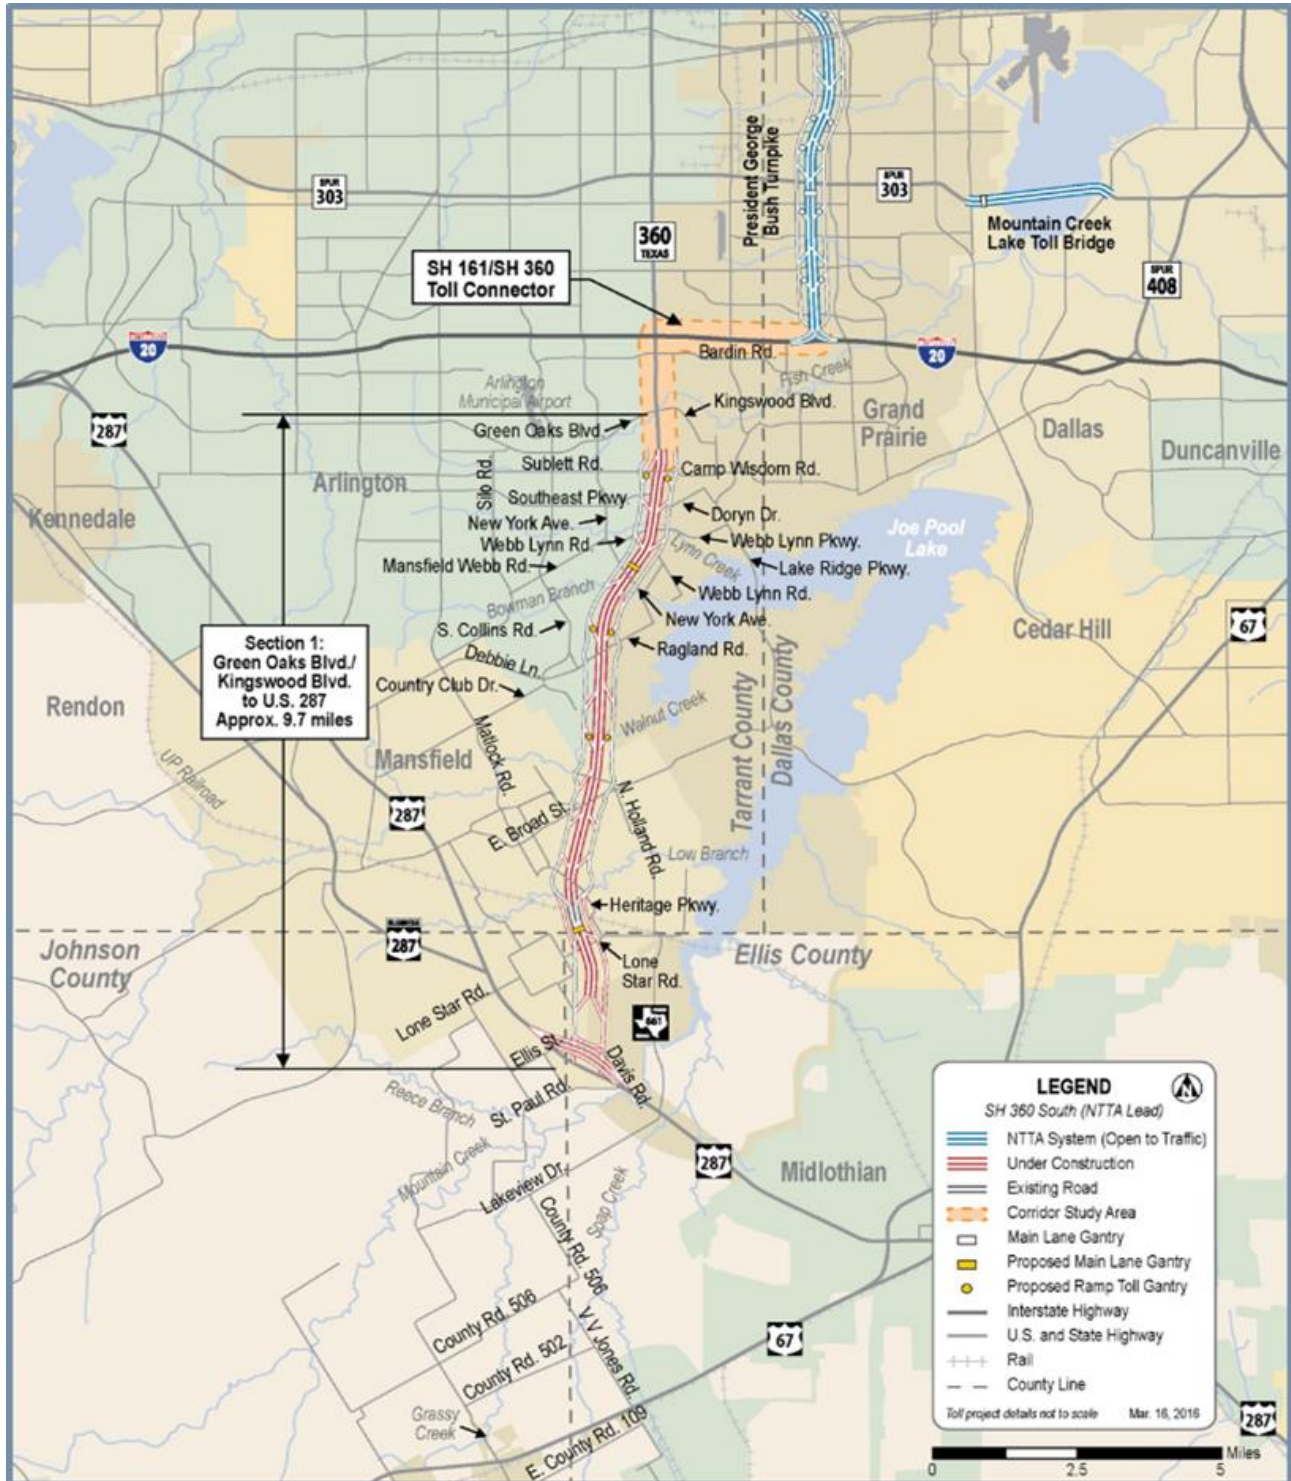 President George
Bush Turnpike
SPUR
303
SPUR
303
Mountain Creek
Lake Toll Bridge
360
TEXAS
SPUR
408
SH 161/SH 360
Toll Connector
20
Bardin Rd.
20
Fish Creek
Arlington
Municipal Airport
Kingswood Blvd.
287
Green Oaks Blvd.
Grand
Prairie
Dallas
Duncanville
Sublett Rd.
Camp Wisdom Rd.
Silo Rd.
Arlington
Southeast Pkwy.
Doryn Dr.
Kennedale
New York Ave.
Joe Pool
Lake
Webb Lynn Rd.
Webb Lynn Pkwy.
Lynn Creek
Mansfield Webb Rd.
Lake Ridge Pkwy.
Bowman Branch
Webb Lynn Rd.
New York Ave.
S. Collins Rd.
Cedar Hill
67
Section 1:
Green Oaks Blvd./
Kingswood Blvd.
to U.S. 287
Approx. 9.7 miles
Ragland Rd.
Debbie Ln.
Country Club Dr.
Rendon
Walnut Creek
Tarrant County
Dallas County
Matlock Rd.
Mansfield
UP Railroad
287
N. Holland Rd.
E. Broad St.
Low Branch
Heritage Pkwy.
287
Johnson
County
Ellis County
Lone
Star Rd.
Lone Star Rd.
661
Ellis St.
Davis Rd.
Reece Branch
St. Paul Rd.
Mountain Creek
287
Midlothian
Lakeview Dr.
Soap Creek
County Rd. 506
County Rd. 506
V V Jones Rd.
County Rd. 502
67
Grassy
Creek
E. County Rd. 109
LEGEND
N
SH 360 South (NTTA Lead)
NTTA System (Open to Traffic)
Under Construction
Existing Road
Corridor Study Area
Main Lane Gantry
Proposed Main Lane Gantry
Proposed Ramp Toll Gantry
Interstate Highway
U.S. and State Highway
Rail
County Line
Toll project details not to scale Mar. 16, 2016
287
Miles
0 2.5 5